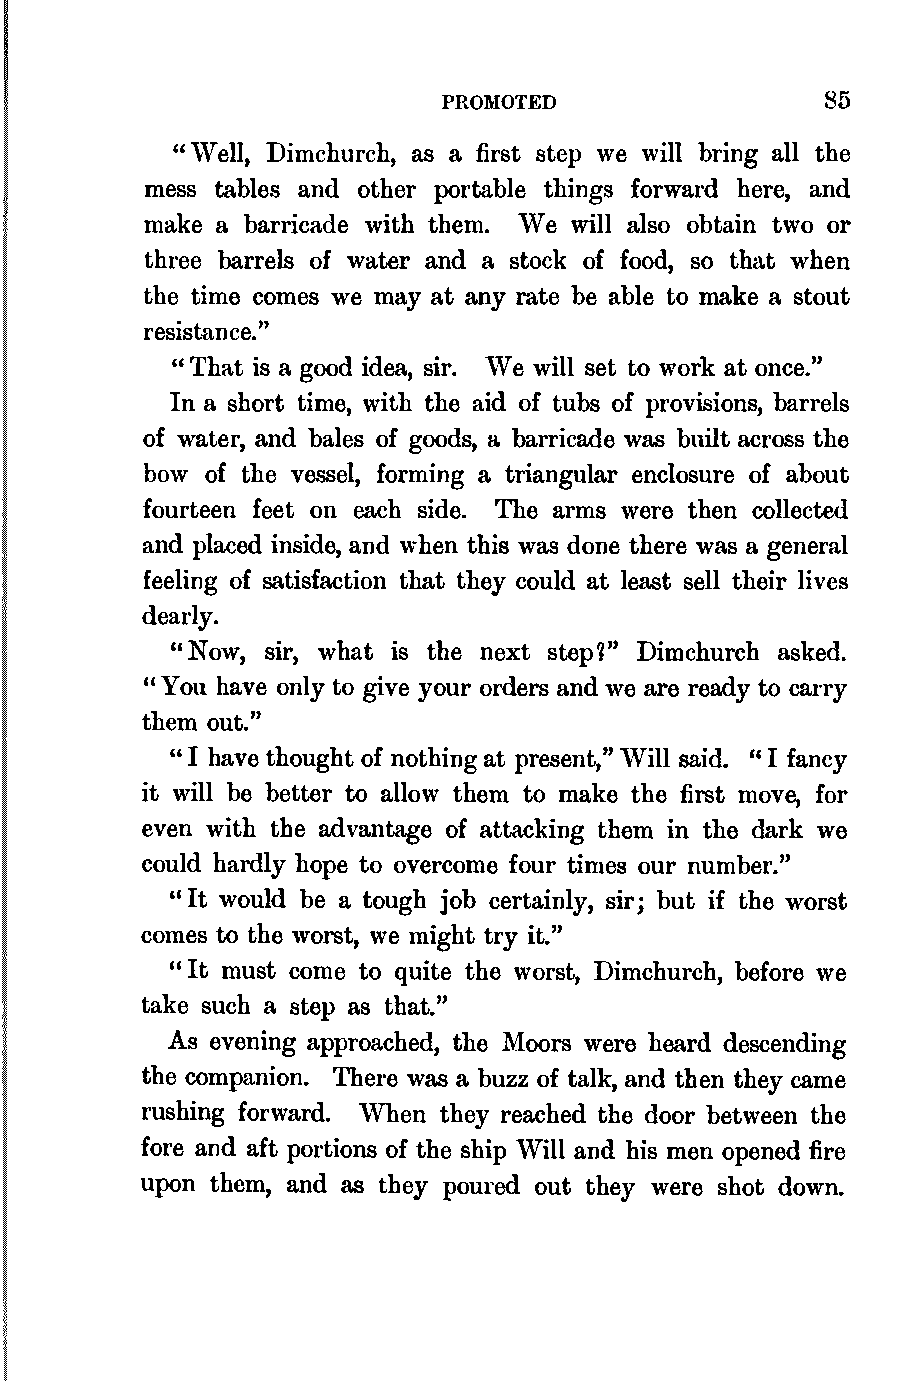 PROMOTED 85
"Well, Dimchurch, as a first step we will bring all the
mess tables and other portable things forward here, and
make a barricade with them. We will also obtain two or
three barrels of water and a stock of food, so that when
the time comes we may at any rate be able to make a stout
resistance."
"That is a good idea, sir. We will set to work at once."
In a short time, with the aid of tubs of provisions, barrels
of water, and bales of goods, a barricade was built across the
bow of the vessel, forming a triangular enclosure of about
fourteen feet on each side. The arms were then collected
and placed inside, and when this was done there was a general
feeling of satisfaction that they could at least sell their lives
dearly.
"Now, sir, what is the next step?" Dimchurch asked.
"You have only to give your orders and we are ready to carry
them out."
"I have thought of nothing at present," Will said. "I fancy
it will be better to allow them to make the first move, for
even with the advantage of attacking them in the dark we
could hardly hope to overcome four times our number."
"It would be a tough job certainly, sir; but if the worst
comes to the worst, we might try it."
"It must come to quite the worst, Dimchurch, before we
take such a step as that."
As evening approached, the Moors were heard descending
the companion. There was a buzz of talk, and then they came
rushing forward. When they reached the door between the
fore and aft portions of the ship Will and his men opened fire
upon them, and as they poured out they were shot down.